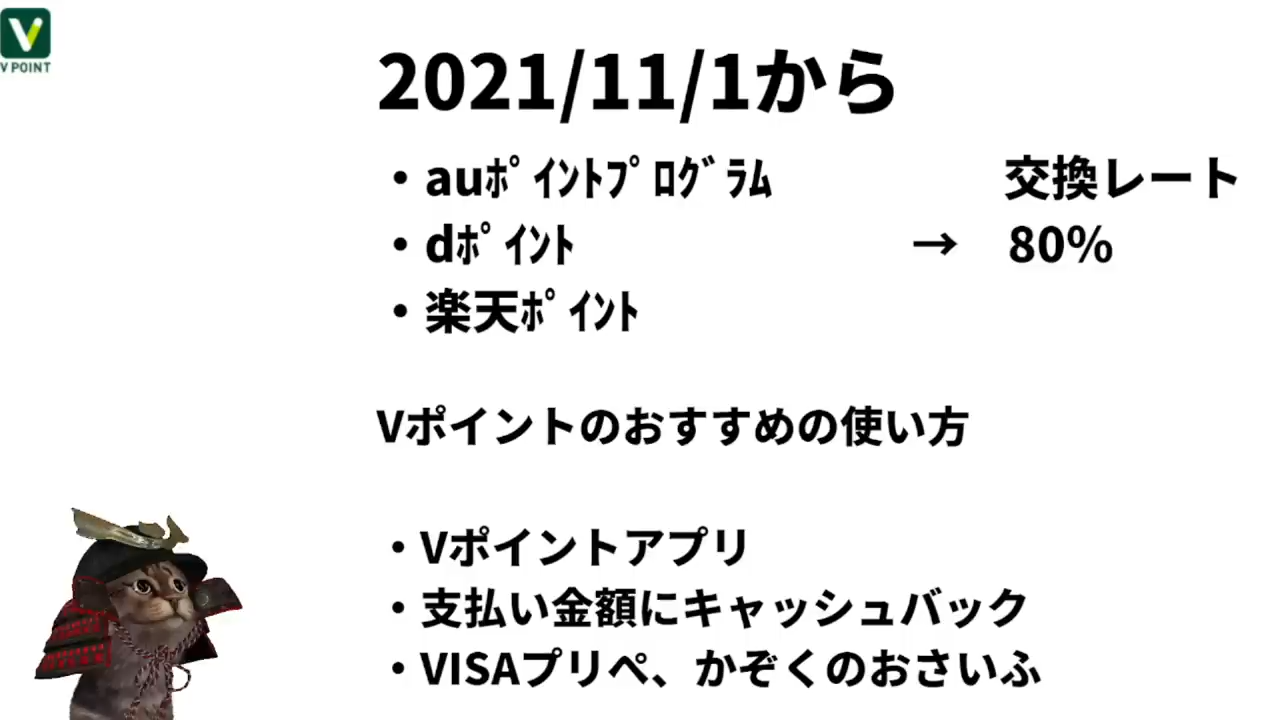 V POINT
2021/11/1から
・auﾎﾟｲﾝﾄﾌﾟﾛｸﾞﾗﾑ 交換レート
・dﾎﾟｲﾝﾄ → 80%
・楽天ﾎﾟｲﾝﾄ
Vポイントのおすすめの使い方
・Vポイントアプリ
・支払い金額にキャッシュバック
・VISAプリペ、かぞくのおさいふ